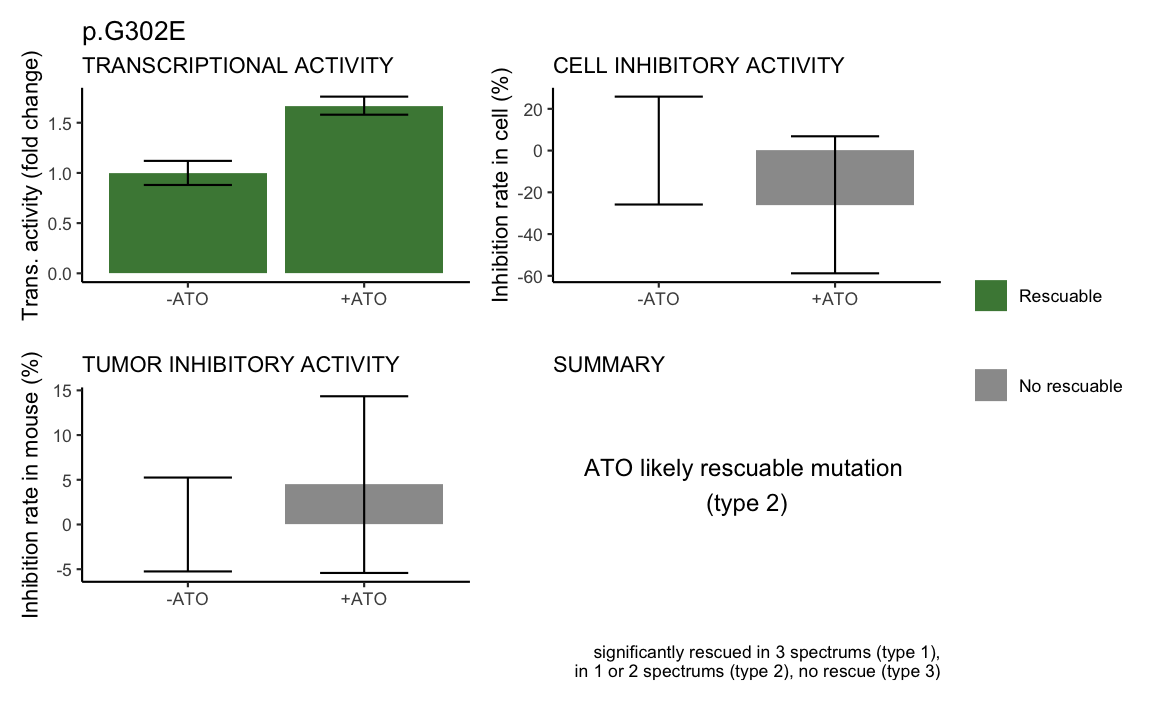 p.G302E
TRANSCRIPTIONAL ACTIVITY
Trans. activity (fold change)
1.5
1.0
0.5
0.0
-ATO
+ATO
CELL INHIBITORY ACTIVITY
Inhibition rate in cell (%)
20
0
-20
-40
-60
-ATO
+ATO
Rescuable
No rescuable
TUMOR INHIBITORY ACTIVITY
Inhibition rate in mouse (%)
15
10
5
0
-5
-ATO
+ATO
SUMMARY
ATO likely rescuable mutation
(type 2)
significantly rescued in 3 spectrums (type 1),
in 1 or 2 spectrums (type 2), no rescue (type 3)